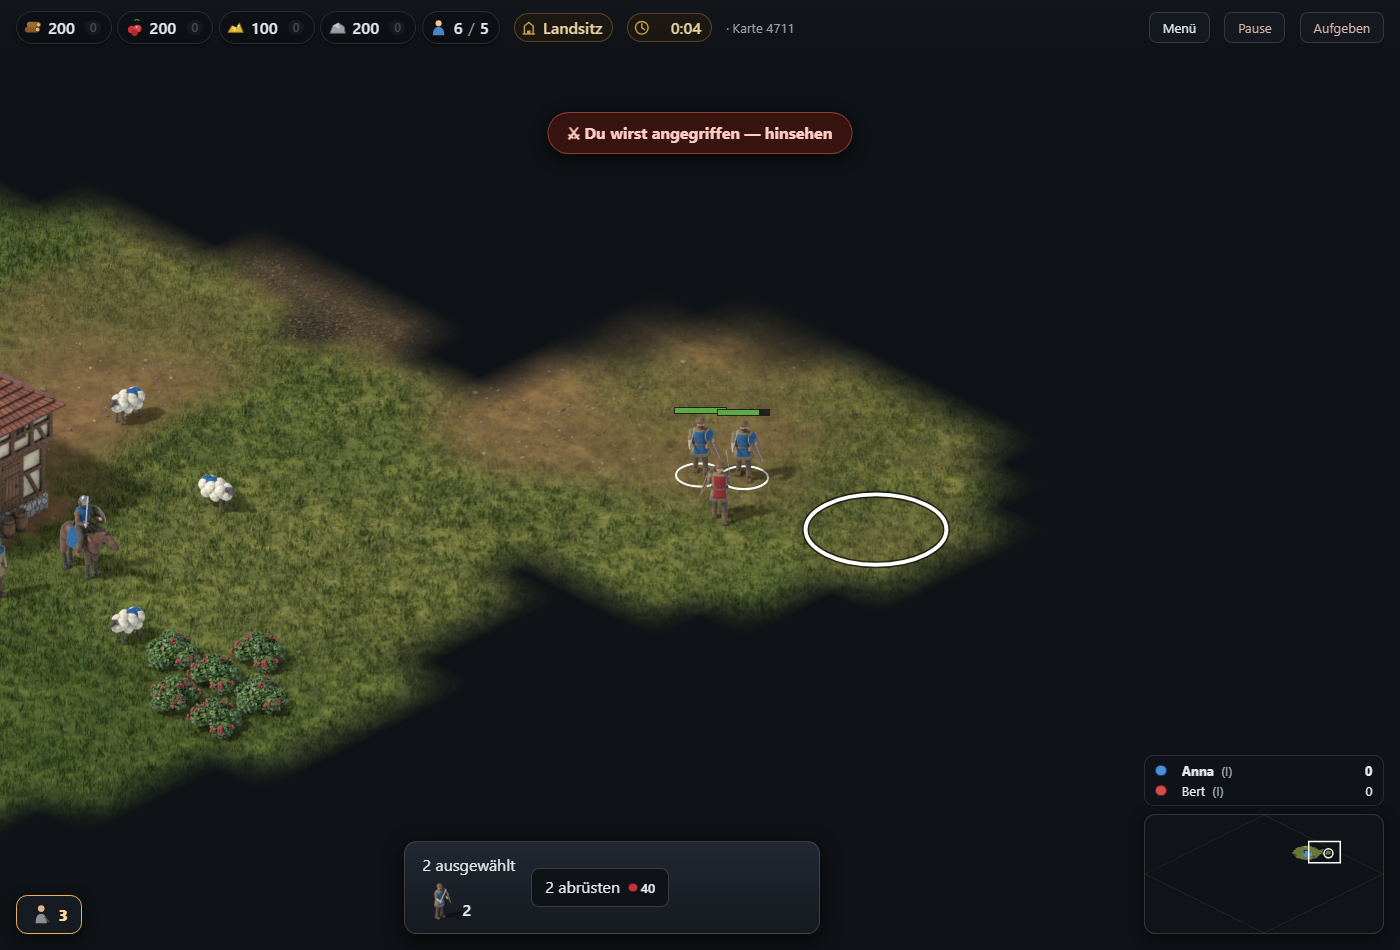 200 0 200 0 100 0 200 0 6 / 5 Landsitz 0:04 · Karte 4711 Menü Pause Aufgeben
⚔ Du wirst angegriffen — hinsehen
Anna (I) 0
Bert (I) 0
2 ausgewählt
2 abrüsten 40
2
3